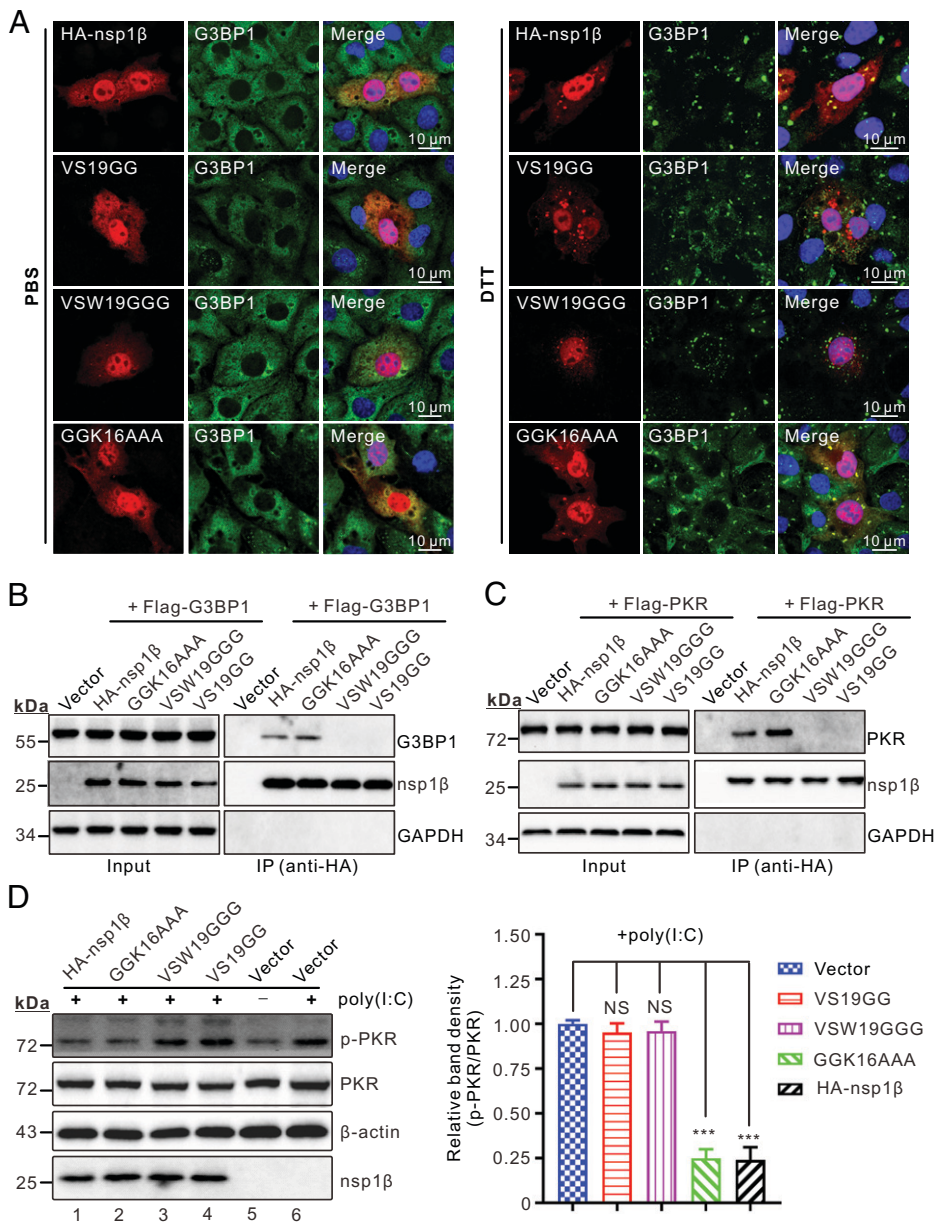 A
HA-nsp1β G3BP1 Merge HA-nsp1β G3BP1 Merge
10 μm 10 μm
VS19GG G3BP1 Merge VS19GG G3BP1 Merge
10 μm 10 μm
PBS DTT
VSW19GGG G3BP1 Merge VSW19GGG G3BP1 Merge
10 μm 10 μm
GGK16AAA G3BP1 Merge GGK16AAA G3BP1 Merge
10 μm 10 μm
B
+ Flag-G3BP1 + Flag-G3BP1
Vector HA-nsp1β GGK16AAA VSW19GGG VS19GG Vector HA-nsp1β GGK16AAA VSW19GGG VS19GG
kDa
55 G3BP1
25 nsp1β
34 GAPDH
Input IP (anti-HA)
C
+ Flag-PKR + Flag-PKR
Vector HA-nsp1β GGK16AAA VSW19GGG VS19GG Vector HA-nsp1β GGK16AAA VSW19GGG VS19GG
kDa
72 PKR
25 nsp1β
34 GAPDH
Input IP (anti-HA)
D
HA-nsp1β GGK16AAA VSW19GGG VS19GG Vector Vector
kDa + + + + − + poly(I:C)
72 p-PKR
72 PKR
43 β-actin
25 nsp1β
1 2 3 4 5 6
Relative band density
(p-PKR/PKR)
1.50
1.25
1.00
0.75
0.50
0.25
0
+poly(I:C)
NS NS *** ***
Vector
VS19GG
VSW19GGG
GGK16AAA
HA-nsp1β